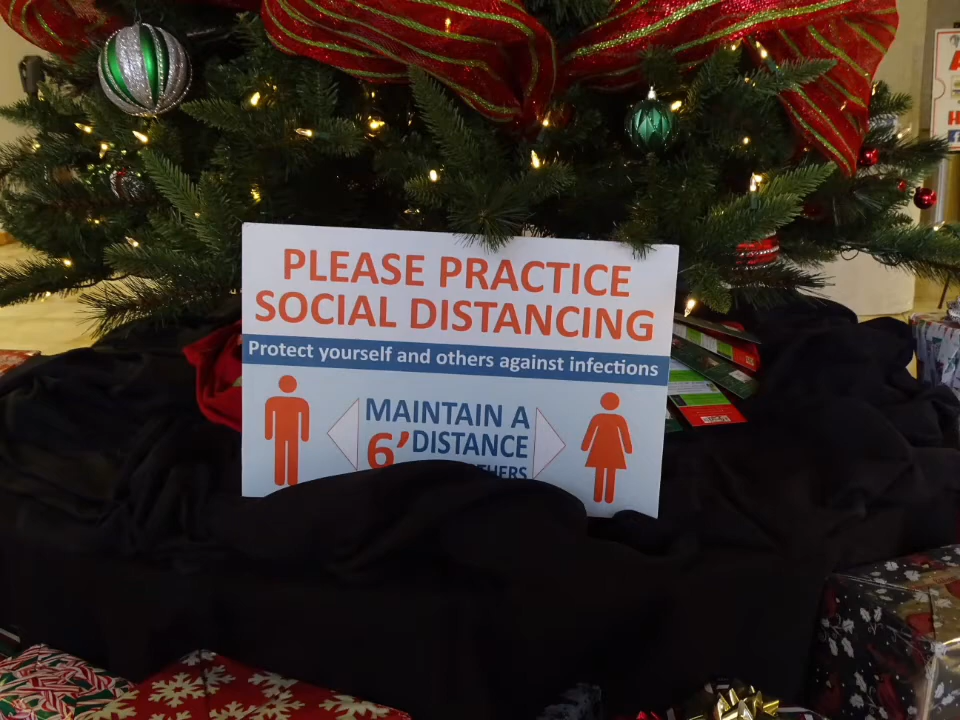 PLEASE PRACTICE
SOCIAL DISTANCING
Protect yourself and others against infections
MAINTAIN A
6' DISTANCE